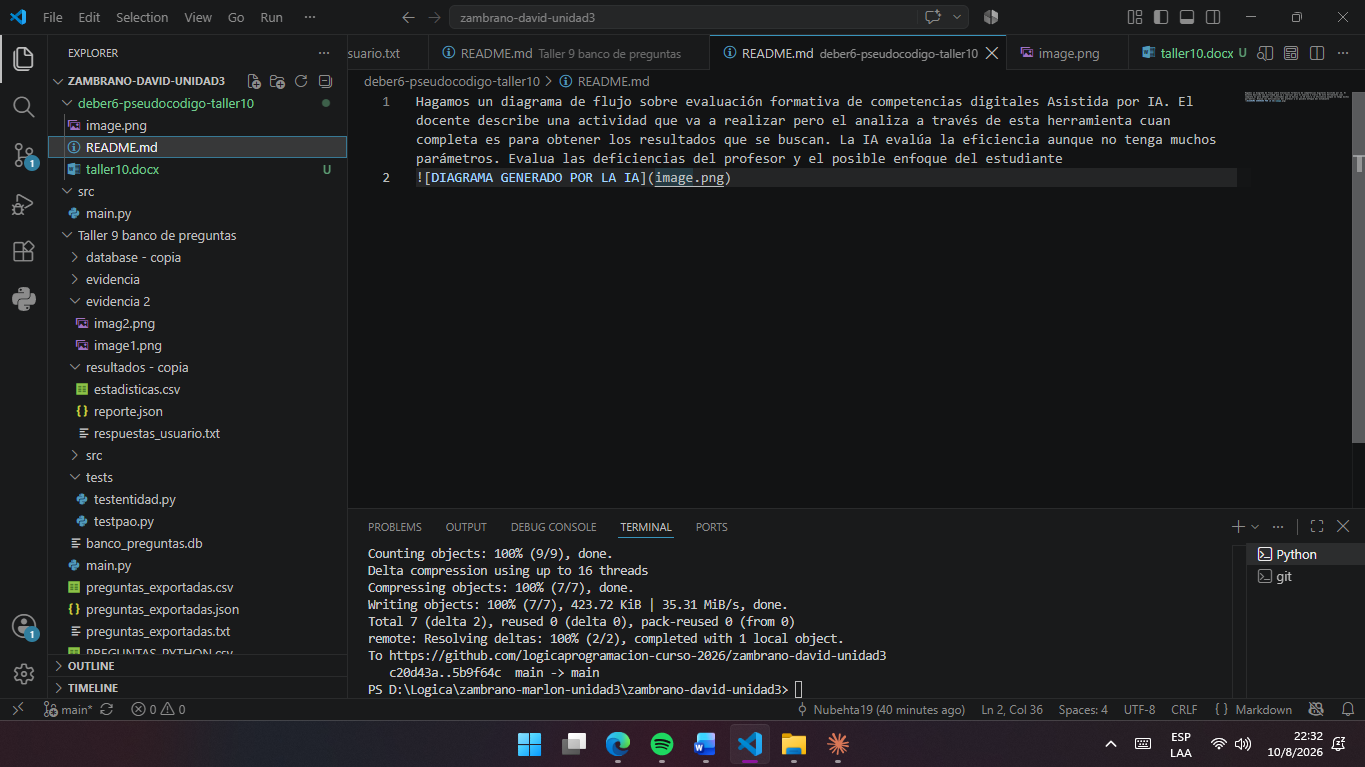 File Edit Selection View Go Run ···
zambrano-david-unidad3
EXPLORER
ZAMBRANO-DAVID-UNIDAD3
deber6-pseudocodigo-taller10
image.png
README.md
taller10.docx U
src
main.py
Taller 9 banco de preguntas
database - copia
evidencia
evidencia 2
imag2.png
image1.png
resultados - copia
estadisticas.csv
reporte.json
respuestas_usuario.txt
src
tests
testentidad.py
testpao.py
banco_preguntas.db
main.py
preguntas_exportadas.csv
preguntas_exportadas.json
preguntas_exportadas.txt
PREGUNTAS_PYTHON.csv
OUTLINE
TIMELINE
suario.txt
README.md Taller 9 banco de preguntas
README.md deber6-pseudocodigo-taller10
image.png
taller10.docx U
deber6-pseudocodigo-taller10 > README.md
1 Hagamos un diagrama de flujo sobre evaluación formativa de competencias digitales Asistida por IA. El
docente describe una actividad que va a realizar pero el analiza a través de esta herramienta cuan
completa es para obtener los resultados que se buscan. La IA evalúa la eficiencia aunque no tenga muchos
parámetros. Evalua las deficiencias del profesor y el posible enfoque del estudiante
2 ![DIAGRAMA GENERADO POR LA IA](image.png)
PROBLEMS OUTPUT DEBUG CONSOLE TERMINAL PORTS
Counting objects: 100% (9/9), done.
Delta compression using up to 16 threads
Compressing objects: 100% (7/7), done.
Writing objects: 100% (7/7), 423.72 KiB | 35.31 MiB/s, done.
Total 7 (delta 2), reused 0 (delta 0), pack-reused 0 (from 0)
remote: Resolving deltas: 100% (2/2), completed with 1 local object.
To https://github.com/logicaprogramacion-curso-2026/zambrano-david-unidad3
c20d43a..5b9f64c main -> main
PS D:\Logica\zambrano-marlon-unidad3\zambrano-david-unidad3>
Python
git
1
1
main* 0 0 Nubehta19 (40 minutes ago) Ln 2, Col 36 Spaces: 4 UTF-8 CRLF {} Markdown
ESP
LAA
22:32
10/8/2026